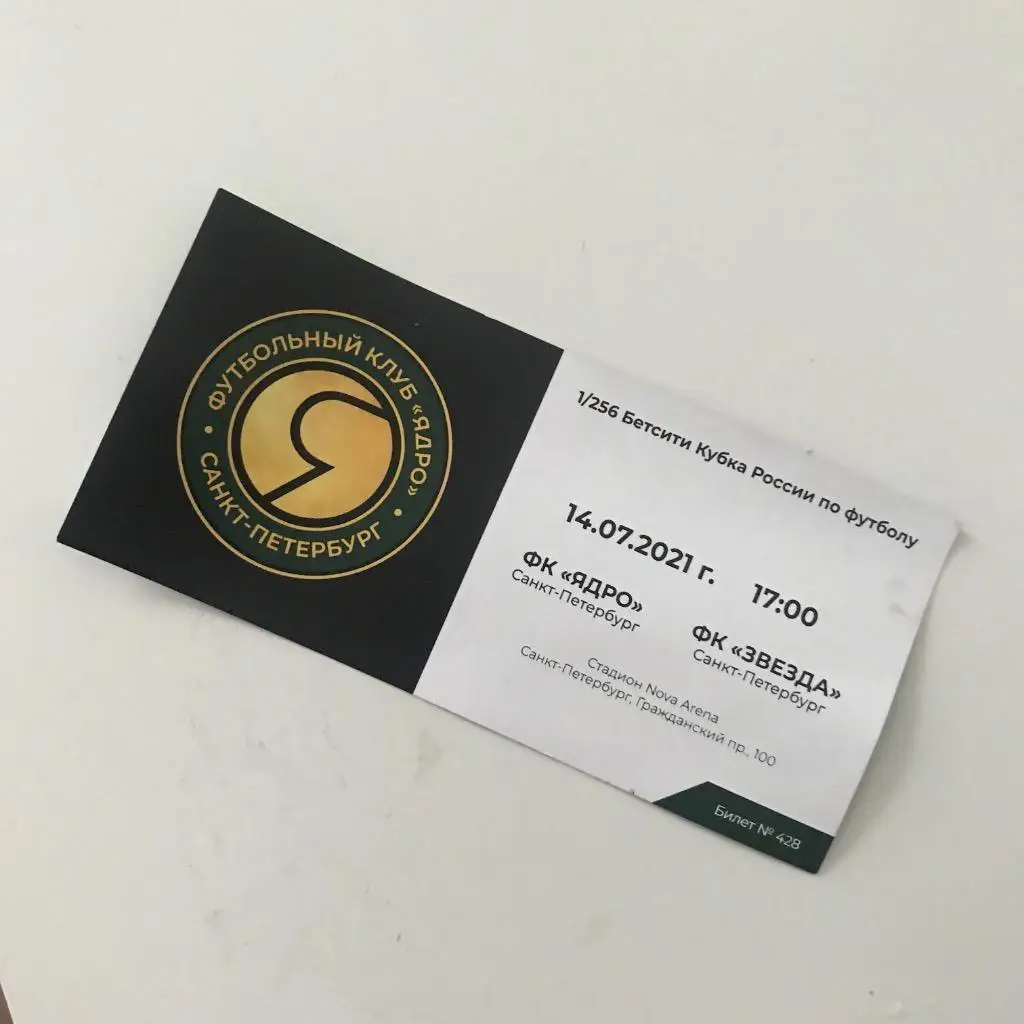 ФУТБОЛЬНЫЙ КЛУБ «ЯДРО»
• САНКТ-ПЕТЕРБУРГ •
1/256 Бетсити Кубка России по футболу
14.07.2021 г. 17:00
ФК «ЯДРО»
Санкт-Петербург
ФК «ЗВЕЗДА»
Санкт-Петербург
Стадион Nova Arena
Санкт-Петербург, Гражданский пр., 100
Билет № 428